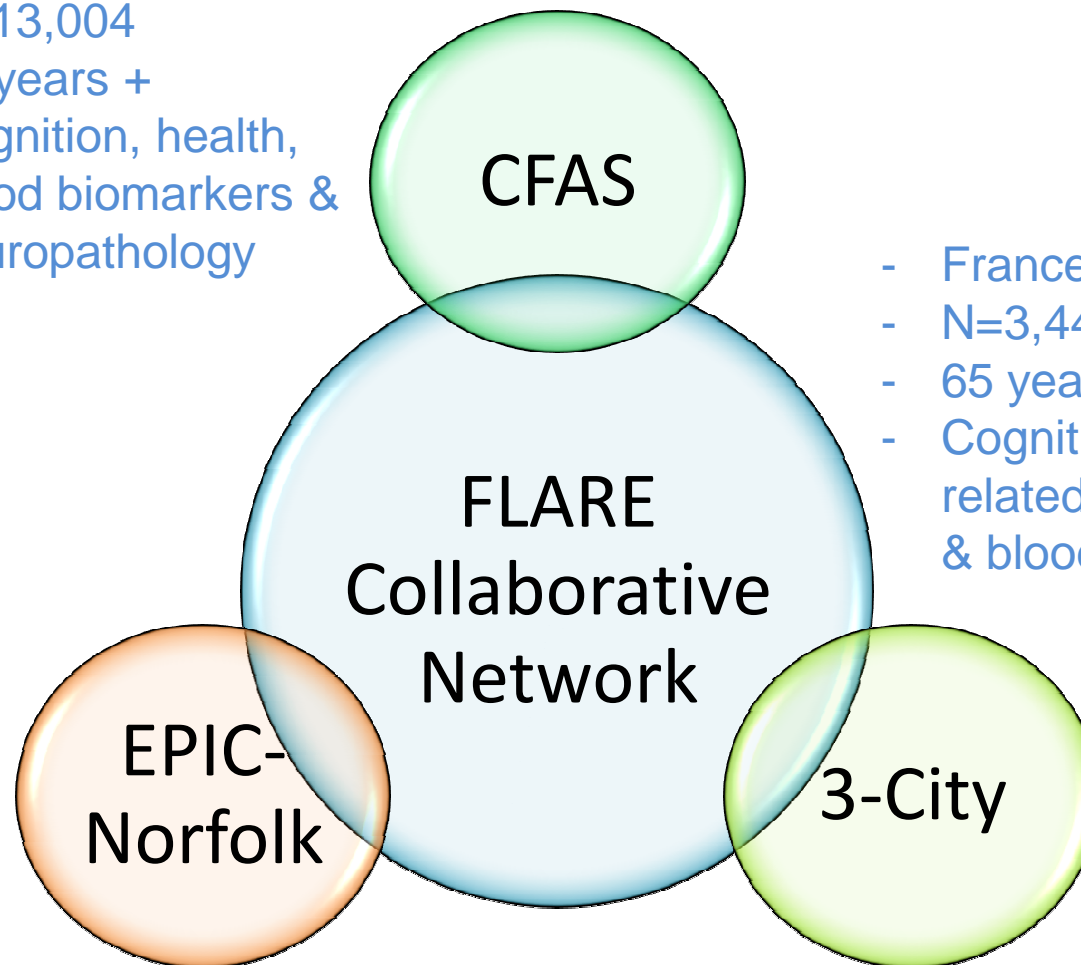 13,004
years +
gnition, health,
od biomarkers &
uropathology
CFAS
- France
- N=3,44
- 65 yea
- Cognit
related
& bloo
FLARE
Collaborative
Network
EPIC-
Norfolk
3-City